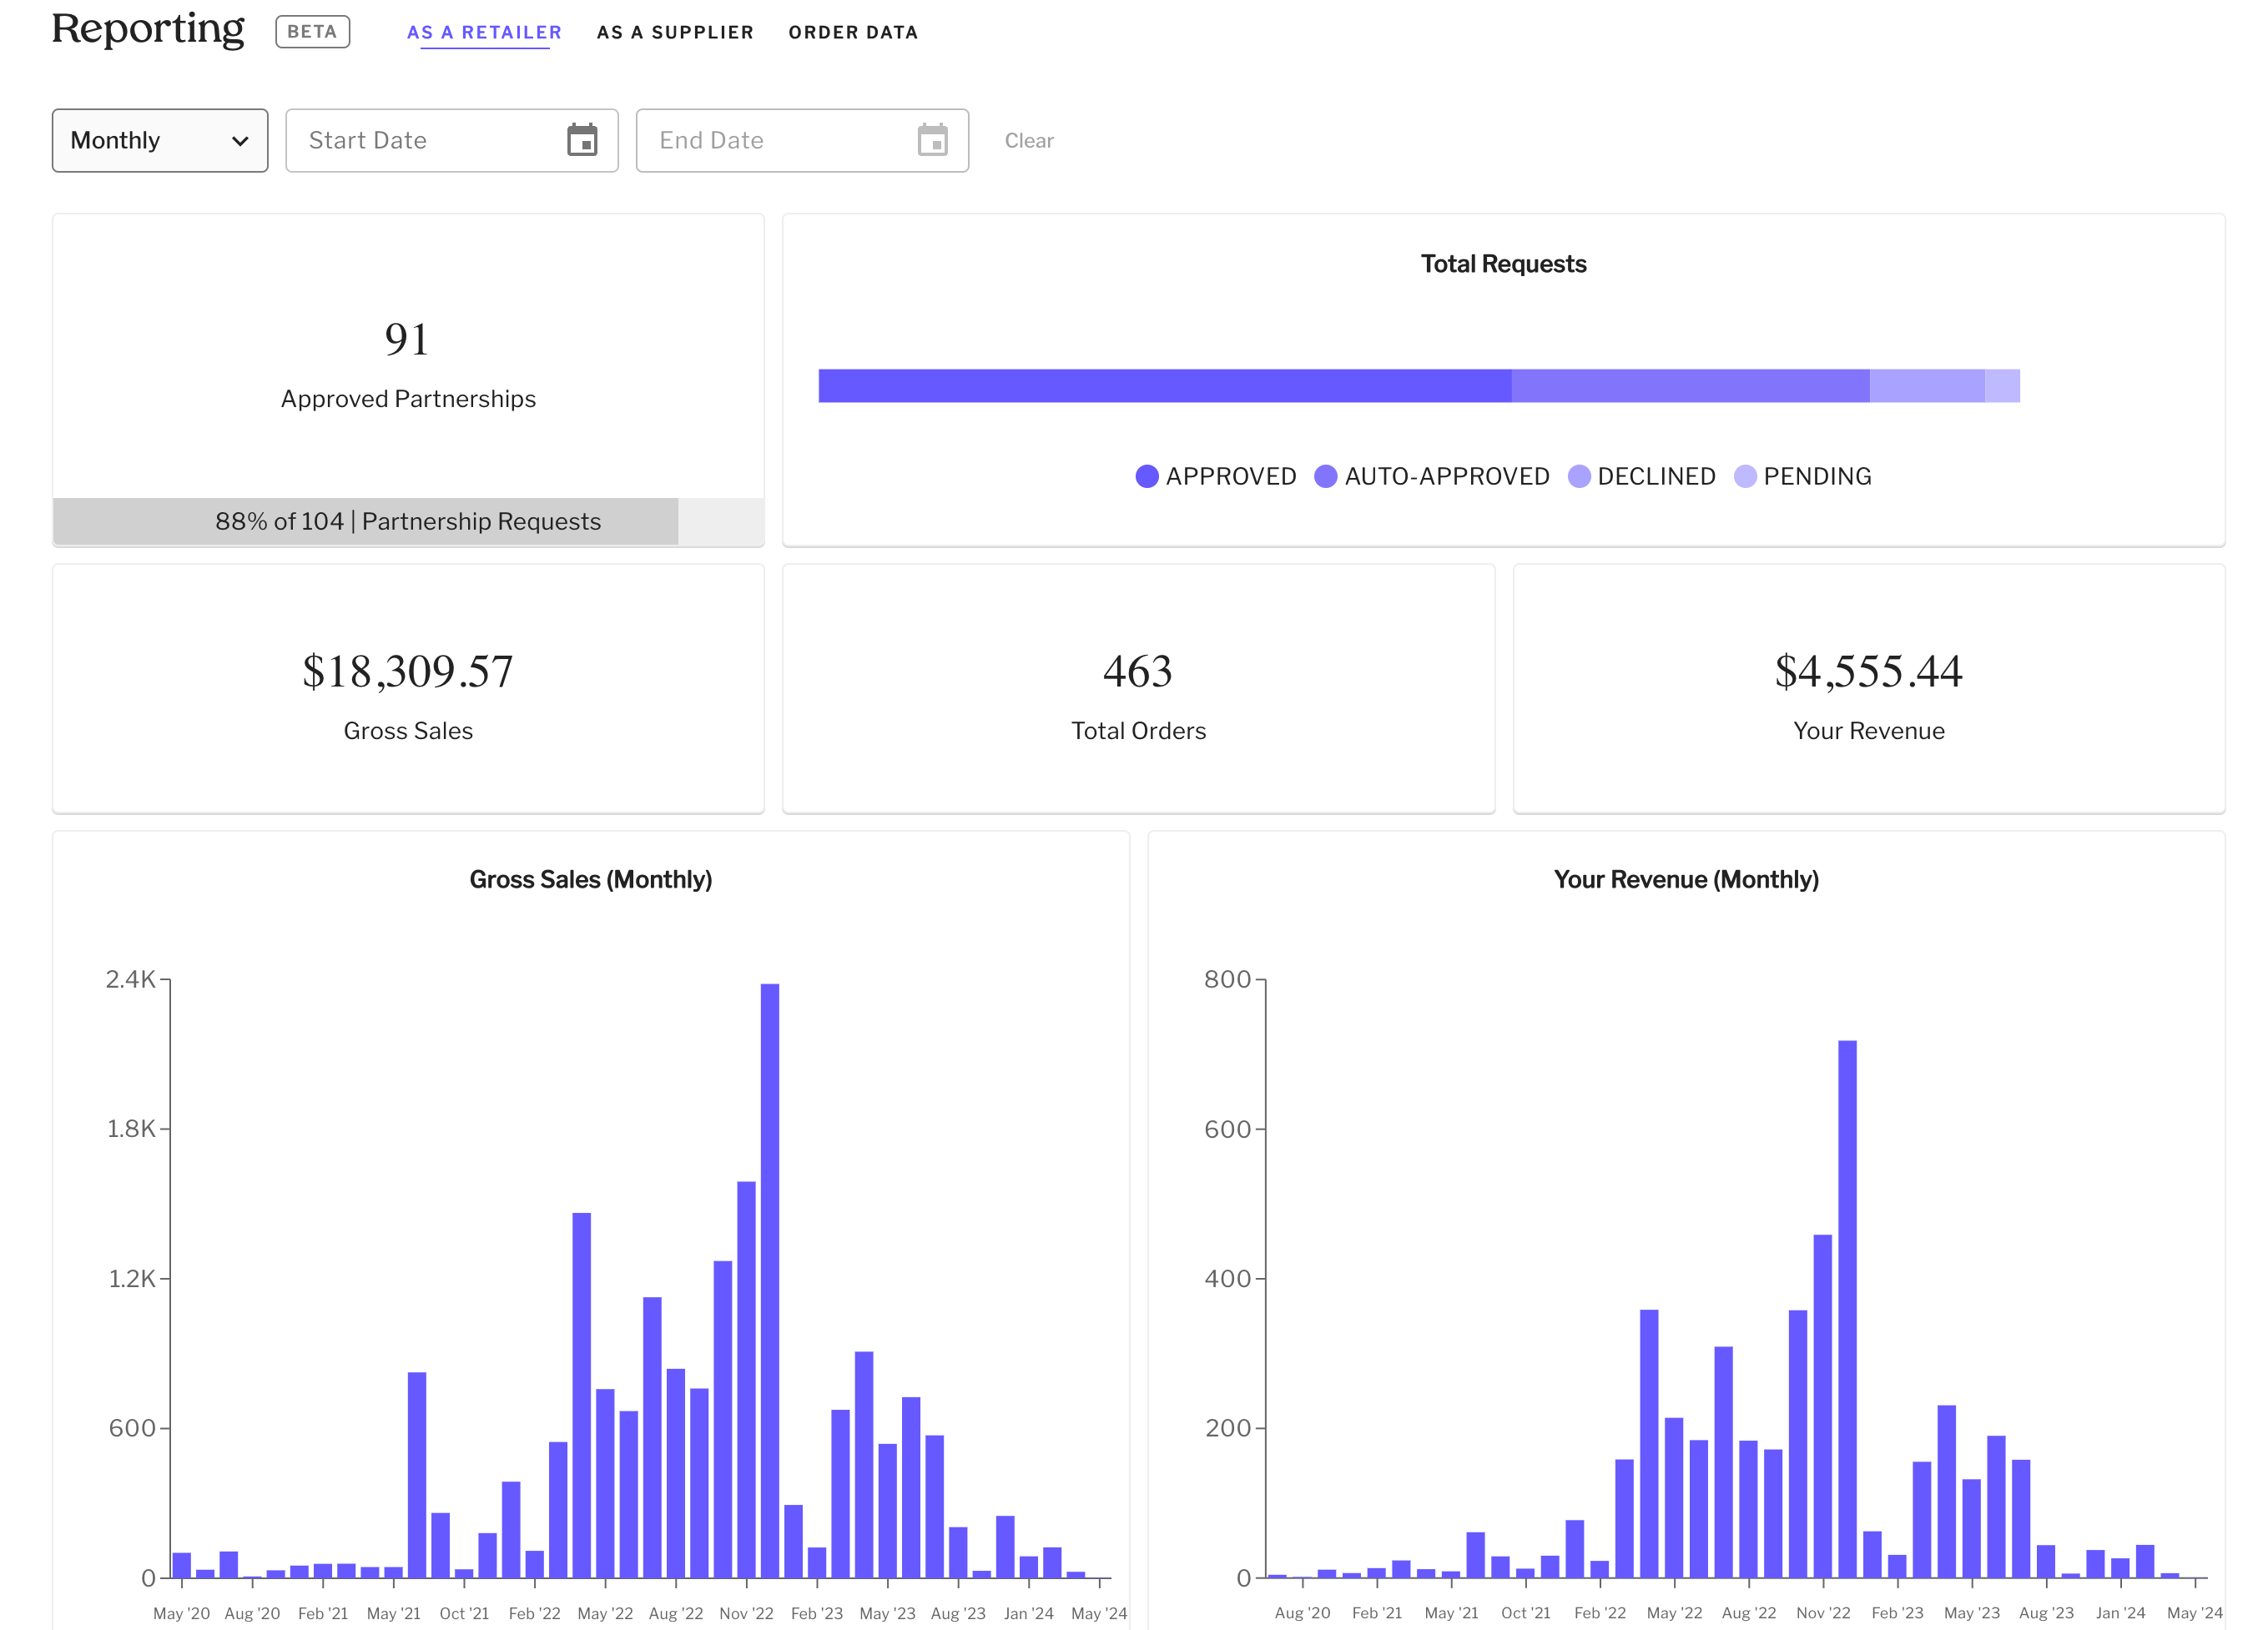 Reporting BETA AS A RETAILER AS A SUPPLIER ORDER DATA
Monthly Start Date End Date Clear
91
Approved Partnerships
88% of 104 | Partnership Requests
Total Requests
APPROVED AUTO-APPROVED DECLINED PENDING
$18,309.57
Gross Sales
463
Total Orders
$4,555.44
Your Revenue
Gross Sales (Monthly)
2.4K
1.8K
1.2K
600
0
May '20 Aug '20 Feb '21 May '21 Oct '21 Feb '22 May '22 Aug '22 Nov '22 Feb '23 May '23 Aug '23 Jan '24 May '24
Your Revenue (Monthly)
800
600
400
200
0
Aug '20 Feb '21 May '21 Oct '21 Feb '22 May '22 Aug '22 Nov '22 Feb '23 May '23 Aug '23 Jan '24 May '24